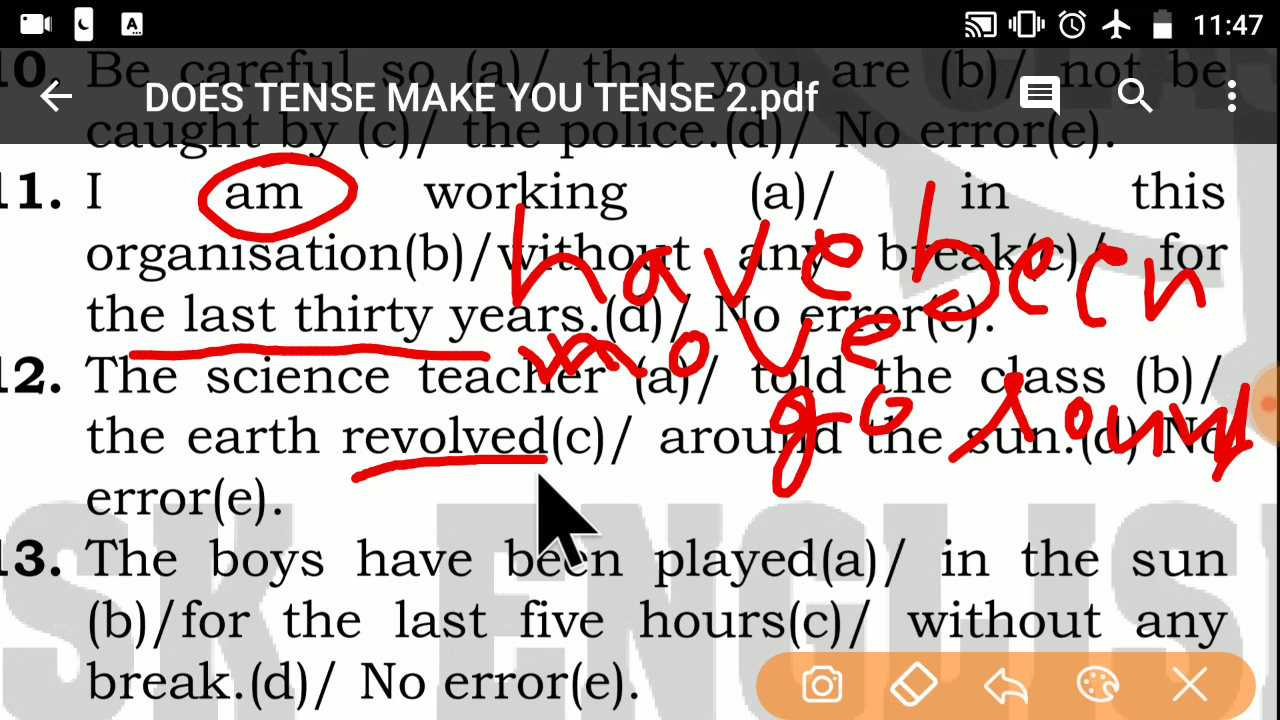 11:47
10. Be careful so (a)/ that you are (b)/ not be
DOES TENSE MAKE YOU TENSE 2.pdf
caught by (c)/ the police.(d)/ No error(e).
11. I am working (a)/ in this
organisation(b)/without any break(c)/ for
have been
the last thirty years.(d)/ No error(e).
move
12. The science teacher (a)/ told the class (b)/
go round
the earth revolved(c)/ around the sun.(d) No
error(e).
13. The boys have been played(a)/ in the sun
(b)/for the last five hours(c)/ without any
break.(d)/ No error(e).
SK ENGLIS